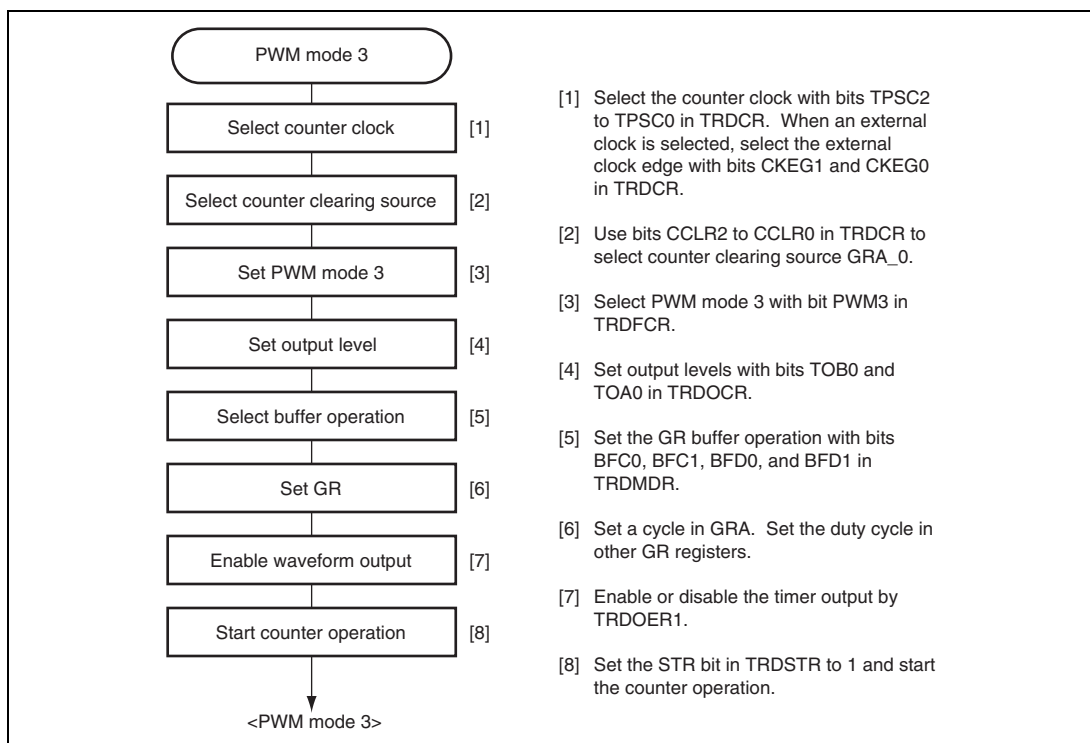 PWM mode 3
Select counter clock [1]
Select counter clearing source [2]
Set PWM mode 3 [3]
Set output level [4]
Select buffer operation [5]
Set GR [6]
Enable waveform output [7]
Start counter operation [8]
<PWM mode 3>
[1] Select the counter clock with bits TPSC2
to TPSC0 in TRDCR. When an external
clock is selected, select the external
clock edge with bits CKEG1 and CKEG0
in TRDCR.
[2] Use bits CCLR2 to CCLR0 in TRDCR to
select counter clearing source GRA_0.
[3] Select PWM mode 3 with bit PWM3 in
TRDFCR.
[4] Set output levels with bits TOB0 and
TOA0 in TRDOCR.
[5] Set the GR buffer operation with bits
BFC0, BFC1, BFD0, and BFD1 in
TRDMDR.
[6] Set a cycle in GRA. Set the duty cycle in
other GR registers.
[7] Enable or disable the timer output by
TRDOER1.
[8] Set the STR bit in TRDSTR to 1 and start
the counter operation.